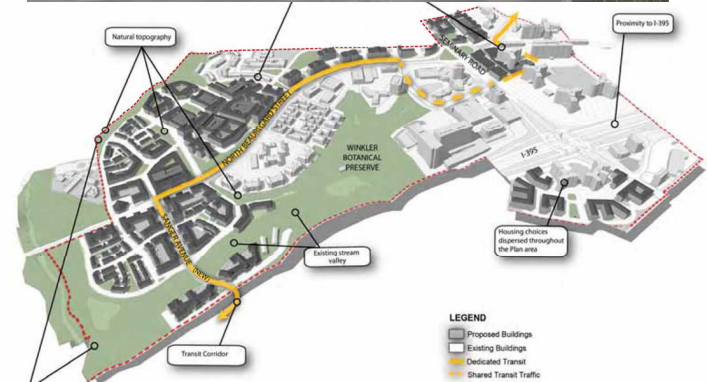 Natural topography
Proximity to I-395
SEMINARY ROAD
NORTH BEAUREGARD STREET
WINKLER
BOTANICAL
PRESERVE
I-395
SANGER AVENUE (NEW)
Housing choices
dispersed throughout
the Plan area
Existing stream
valley
Transit Corridor
LEGEND
Proposed Buildings
Existing Buildings
Dedicated Transit
Shared Transit Traffic